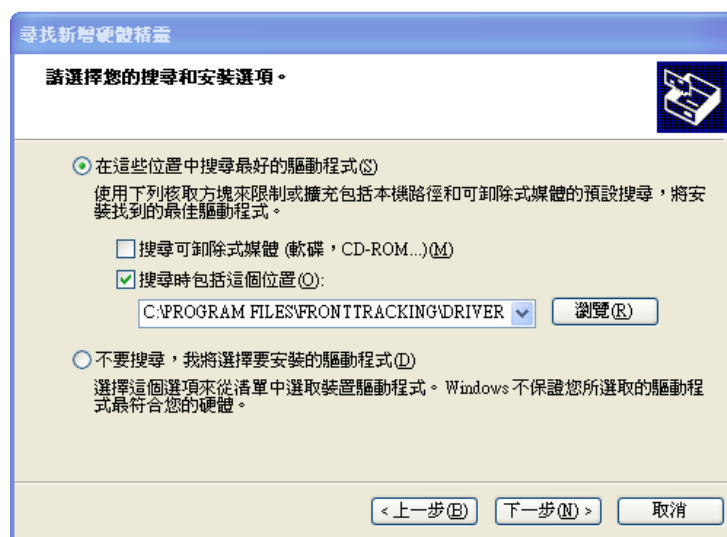 尋找新增硬體精靈
請選擇您的搜尋和安裝選項。
在這些位置中搜尋最好的驅動程式(S)
使用下列核取方塊來限制或擴充包括本機路徑和可卸除式媒體的預設搜尋，將安
裝找到的最佳驅動程式。
搜尋可卸除式媒體 (軟碟，CD-ROM...)(M)
搜尋時包括這個位置(O):
C:\PROGRAM FILES\FRONTTRACKING\DRIVER
瀏覽(R)
不要搜尋，我將選擇要安裝的驅動程式(D)
選擇這個選項來從清單中選取裝置驅動程式。Windows 不保證您所選取的驅動程
式最符合您的硬體。
< 上一步(B) 下一步(N) > 取消